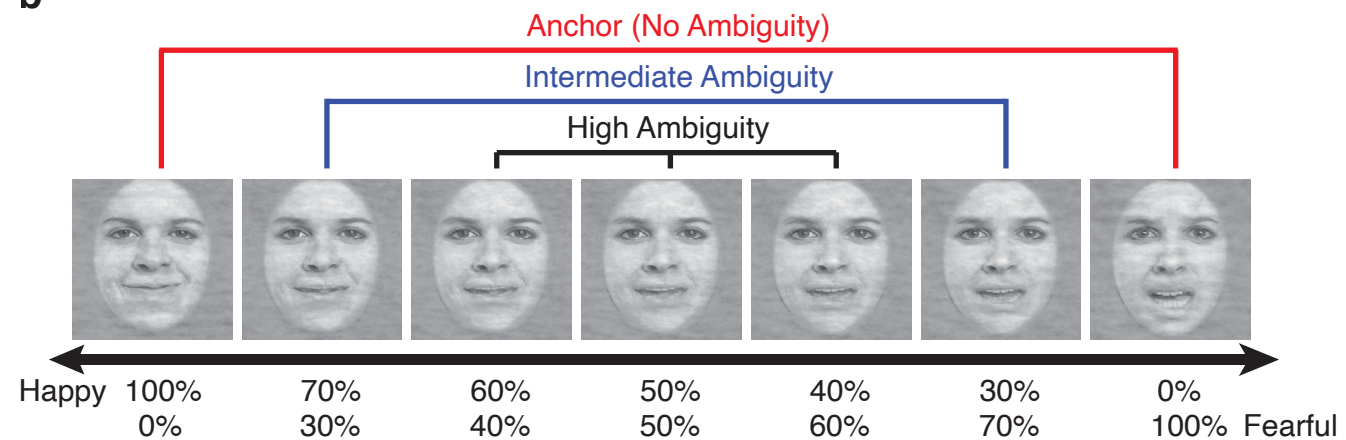 b
Anchor (No Ambiguity)
Intermediate Ambiguity
High Ambiguity
Happy 100% 70% 60% 50% 40% 30% 0%
0% 30% 40% 50% 60% 70% 100% Fearful